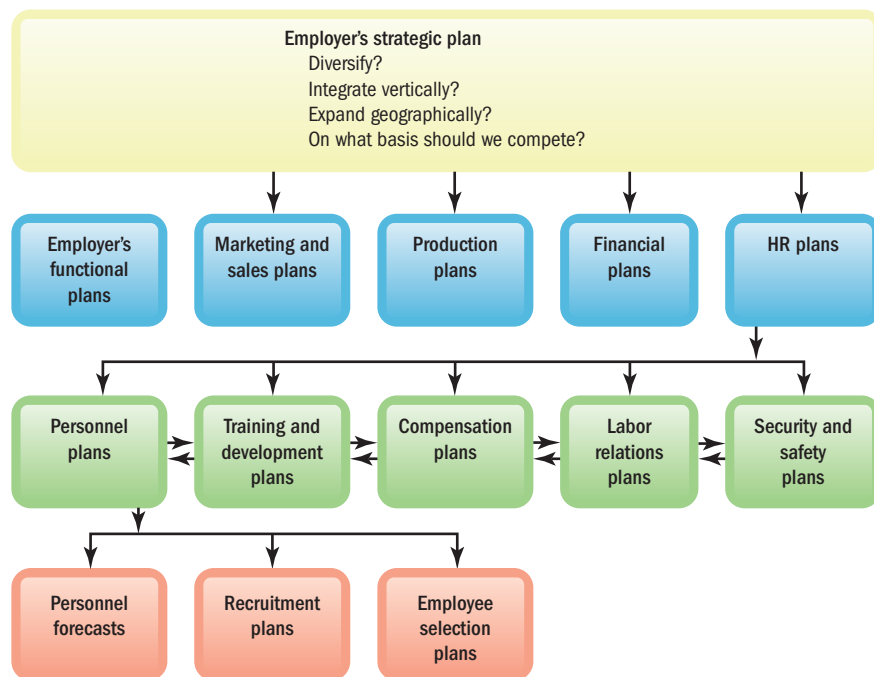 Employer's strategic plan
Diversify?
Integrate vertically?
Expand geographically?
On what basis should we compete?
Employer's
functional
plans
Marketing and
sales plans
Production
plans
Financial
plans
HR plans
Personnel
plans
Training and
development
plans
Compensation
plans
Labor
relations
plans
Security and
safety
plans
Personnel
forecasts
Recruitment
plans
Employee
selection
plans